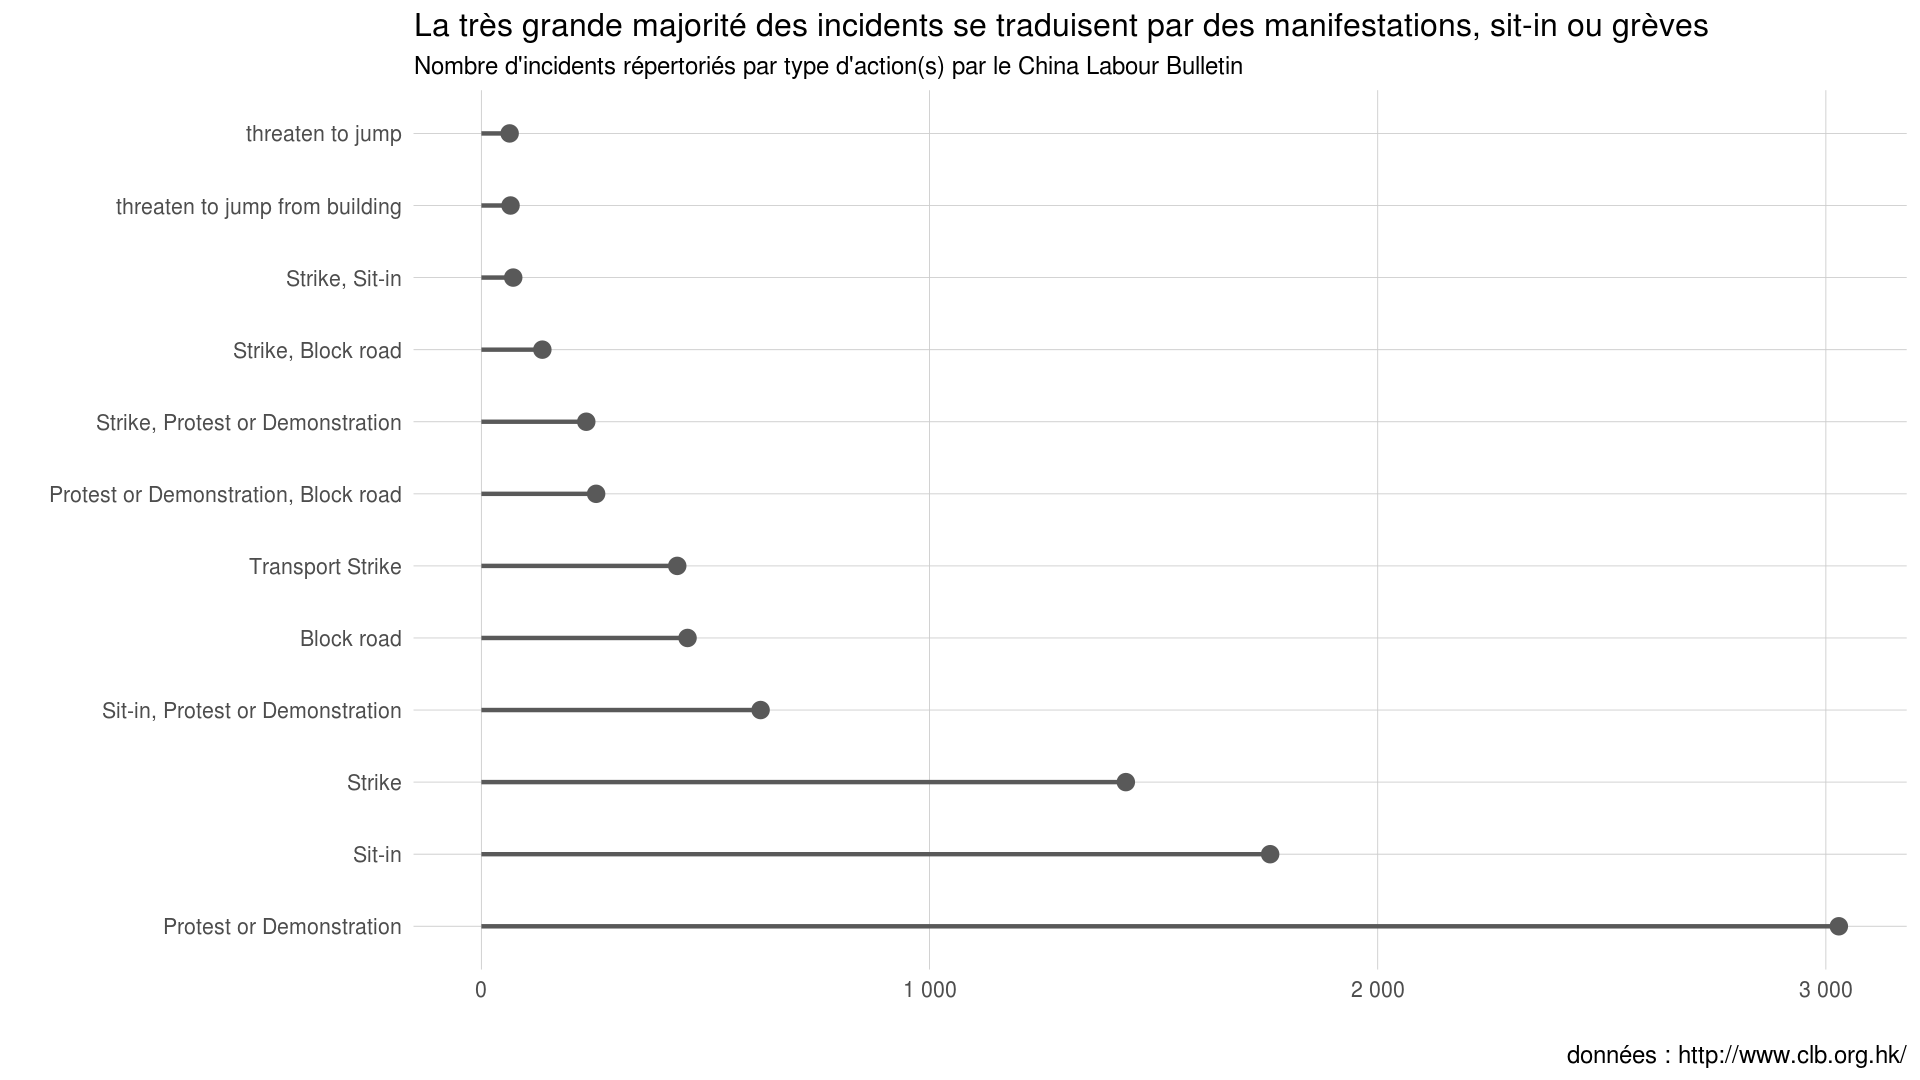 La très grande majorité des incidents se traduisent par des manifestations, sit-in ou grèves
Nombre d'incidents répertoriés par type d'action(s) par le China Labour Bulletin
threaten to jump
threaten to jump from building
Strike, Sit-in
Strike, Block road
Strike, Protest or Demonstration
Protest or Demonstration, Block road
Transport Strike
Block road
Sit-in, Protest or Demonstration
Strike
Sit-in
Protest or Demonstration
0 1 000 2 000 3 000
données : http://www.clb.org.hk/